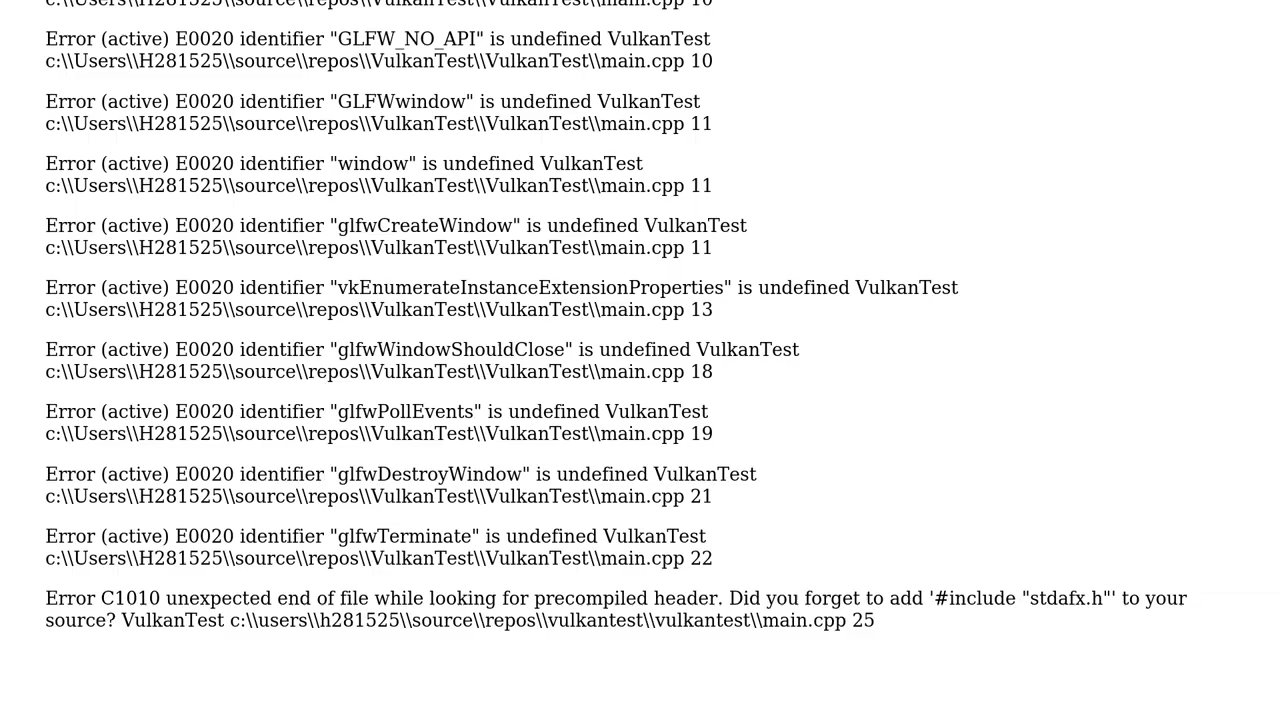 c:\\Users\\H281525\\source\\repos\\VulkanTest\\VulkanTest\\main.cpp 10
Error (active) E0020 identifier "GLFW_NO_API" is undefined VulkanTest
c:\\Users\\H281525\\source\\repos\\VulkanTest\\VulkanTest\\main.cpp 10
Error (active) E0020 identifier "GLFWwindow" is undefined VulkanTest
c:\\Users\\H281525\\source\\repos\\VulkanTest\\VulkanTest\\main.cpp 11
Error (active) E0020 identifier "window" is undefined VulkanTest
c:\\Users\\H281525\\source\\repos\\VulkanTest\\VulkanTest\\main.cpp 11
Error (active) E0020 identifier "glfwCreateWindow" is undefined VulkanTest
c:\\Users\\H281525\\source\\repos\\VulkanTest\\VulkanTest\\main.cpp 11
Error (active) E0020 identifier "vkEnumerateInstanceExtensionProperties" is undefined VulkanTest
c:\\Users\\H281525\\source\\repos\\VulkanTest\\VulkanTest\\main.cpp 13
Error (active) E0020 identifier "glfwWindowShouldClose" is undefined VulkanTest
c:\\Users\\H281525\\source\\repos\\VulkanTest\\VulkanTest\\main.cpp 18
Error (active) E0020 identifier "glfwPollEvents" is undefined VulkanTest
c:\\Users\\H281525\\source\\repos\\VulkanTest\\VulkanTest\\main.cpp 19
Error (active) E0020 identifier "glfwDestroyWindow" is undefined VulkanTest
c:\\Users\\H281525\\source\\repos\\VulkanTest\\VulkanTest\\main.cpp 21
Error (active) E0020 identifier "glfwTerminate" is undefined VulkanTest
c:\\Users\\H281525\\source\\repos\\VulkanTest\\VulkanTest\\main.cpp 22
Error C1010 unexpected end of file while looking for precompiled header. Did you forget to add '#include "stdafx.h"' to your
source? VulkanTest c:\\users\\h281525\\source\\repos\\vulkantest\\vulkantest\\main.cpp 25